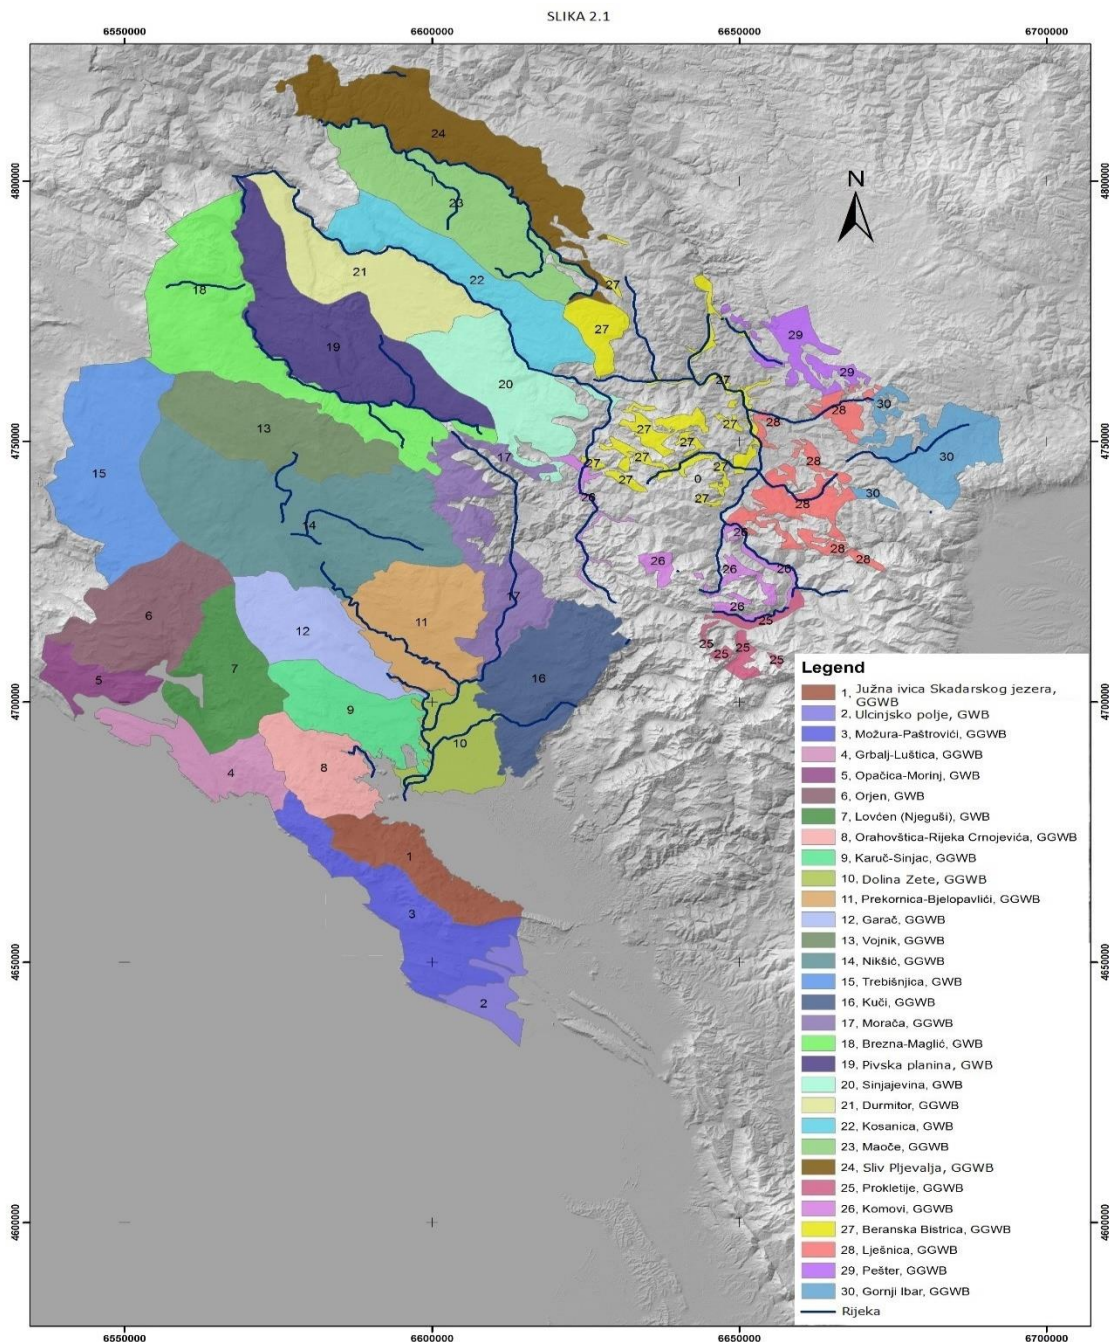 SLIKA 2.1
6550000
6600000
6650000
6700000
24
N
4800000
4800000
23
21
22
18
27
27
29
19
29
20
27
30
28
28
13
27
27
4750000
4750000
27
17
28
27
27
30
15
27
27
0
30
26
27
28
14
26
28
28
26
26
26
17
26
6
11
25
12
25
25
25
25
7
16
5
4700000
4700000
9
10
8
4
1
3
4650000
4650000
2
4600000
4600000
Legend
1, Južna ivica Skadarskog jezera,
GGWB
2. Ulcinjsko polje, GWB
3, Možura-Paštrovići, GGWB
4, Grbalj-Luštica, GGWB
5, Opačica-Morinj, GWB
6, Orjen, GWB
7, Lovćen (Njeguši), GWB
8, Orahovštica-Rijeka Crnojevića, GGWB
9, Karuč-Sinjac, GGWB
10, Dolina Zete, GGWB
11, Prekornica-Bjelopavlići, GGWB
12, Garač, GGWB
13, Vojnik, GGWB
14, Nikšić, GGWB
15, Trebišnjica, GWB
16, Kuči, GGWB
17, Morača, GGWB
18, Brezna-Maglić, GWB
19, Pivska planina, GWB
20, Sinjajevina, GWB
21, Durmitor, GGWB
22, Kosanica, GWB
23, Maoče, GGWB
24, Sliv Pljevalja, GGWB
25, Prokletije, GGWB
26, Komovi, GGWB
27, Beranska Bistrica, GGWB
28, Lješnica, GGWB
29, Pešter, GGWB
30, Gornji Ibar, GGWB
Rijeka
6550000
6600000
6650000
6700000